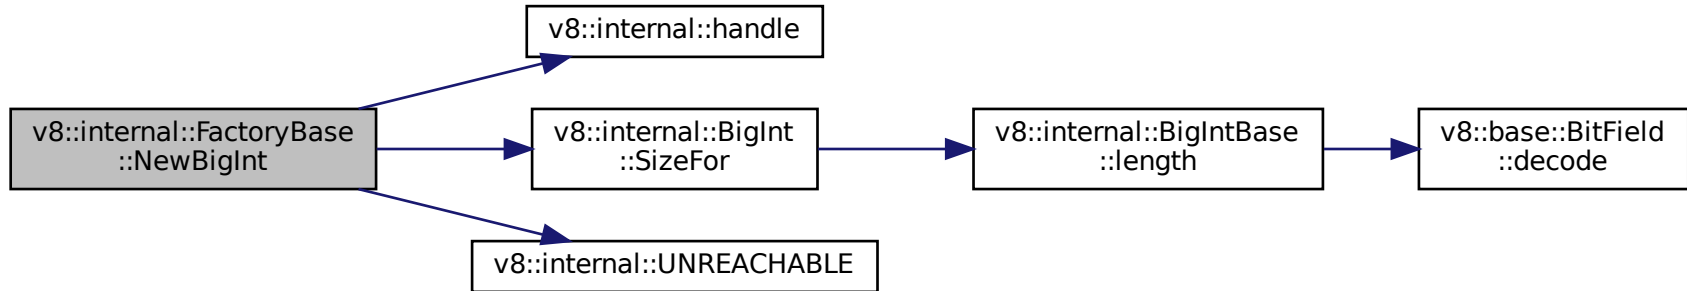 v8::internal::handle
v8::internal::FactoryBase
::NewBigInt
v8::internal::BigInt
::SizeFor
v8::internal::BigIntBase
::length
v8::base::BitField
::decode
v8::internal::UNREACHABLE